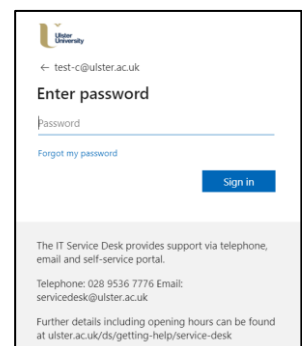 Ulster
University
← test-c@ulster.ac.uk
Enter password
Password
Forgot my password
Sign in
The IT Service Desk provides support via telephone,
email and self-service portal.
Telephone: 028 9536 7776 Email:
servicedesk@ulster.ac.uk
Further details including opening hours can be found
at ulster.ac.uk/ds/getting-help/service-desk